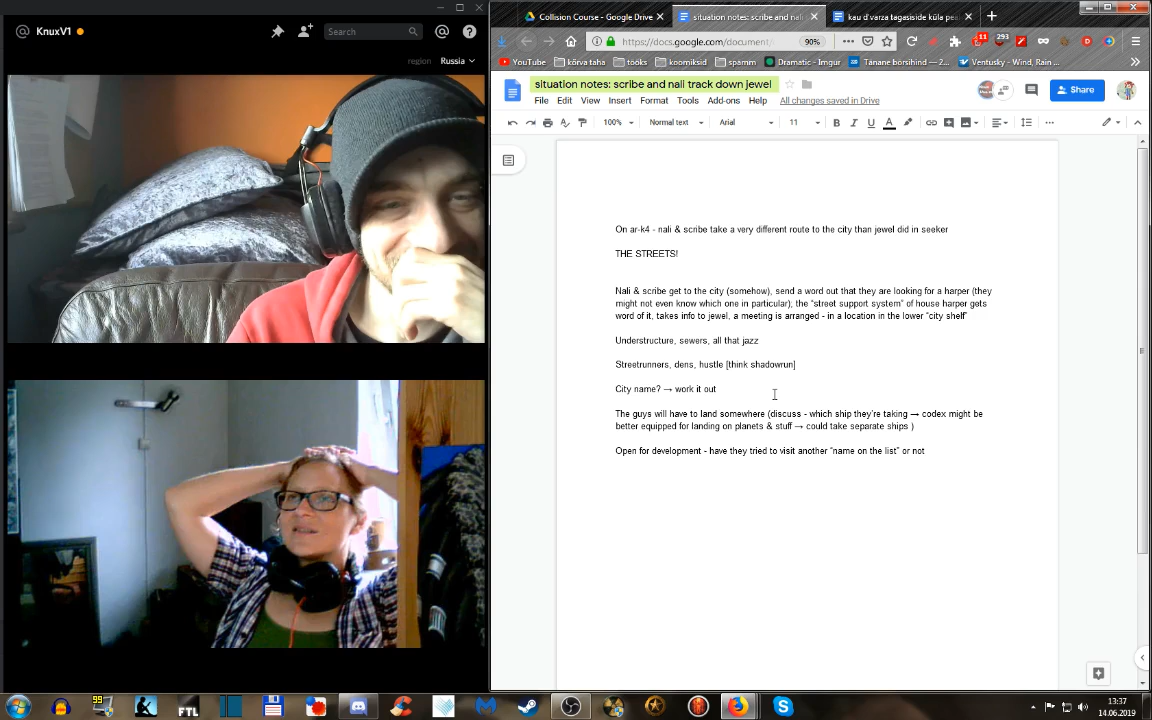 KnuxV1
Search
region Russia
Collision Course - Google Drive
situation notes: scribe and nali
kau d'varza tagasiside küla pea
https://docs.google.com/document/
90%
11
293
YouTube
kõrva taha
kööki
koomiksid
spamm
Dramatic - Imgur
Tänane börsihind — 2...
Ventusky - Wind, Rain ...
situation notes: scribe and nali track down jewel
File Edit View Insert Format Tools Add-ons Help All changes saved in Drive
Share
100% Normal text Arial 11
On ar-k4 - nali & scribe take a very different route to the city than jewel did in seeker
THE STREETS!
Nali & scribe get to the city (somehow), send a word out that they are looking for a harper (they
might not even know which one in particular); the “street support system” of house harper gets
word of it, takes info to jewel, a meeting is arranged - in a location in the lower “city shelf”
Understructure, sewers, all that jazz
Streetrunners, dens, hustle [think shadowrun]
City name? → work it out
The guys will have to land somewhere (discuss - which ship they’re taking → codex might be
better equipped for landing on planets & stuff → could take separate ships )
Open for development - have they tried to visit another “name on the list” or not
99
FTL
13:37
14.06.2019